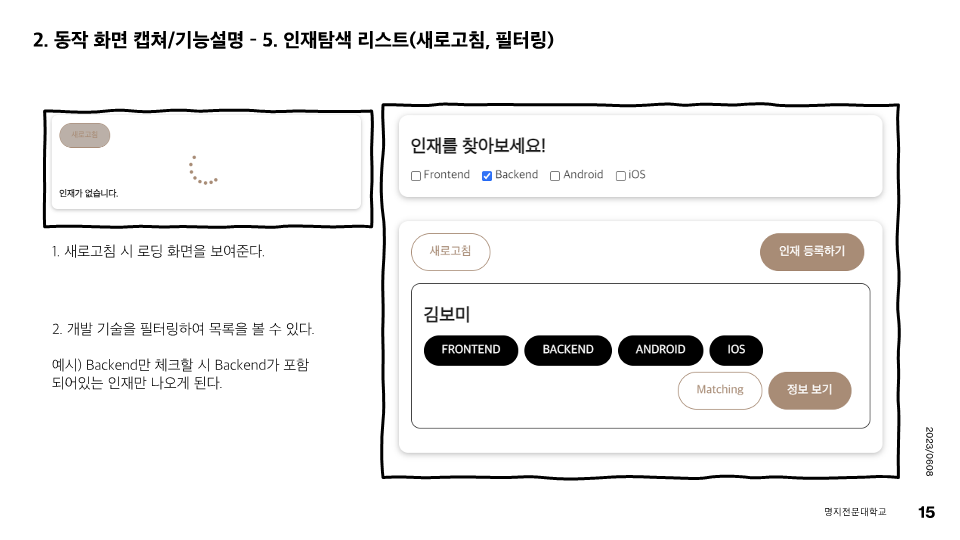 2. 동작 화면 캡쳐/기능설명 - 5. 인재탐색 리스트(새로고침, 필터링)
새로고침
인재가 없습니다.
1. 새로고침 시 로딩 화면을 보여준다.
2. 개발 기술을 필터링하여 목록을 볼 수 있다.
예시) Backend만 체크할 시 Backend가 포함
되어있는 인재만 나오게 된다.
인재를 찾아보세요!
Frontend Backend Android iOS
새로고침 인재 등록하기
김보미
FRONTEND BACKEND ANDROID IOS
Matching 정보 보기
2023/0608
명지전문대학교 15